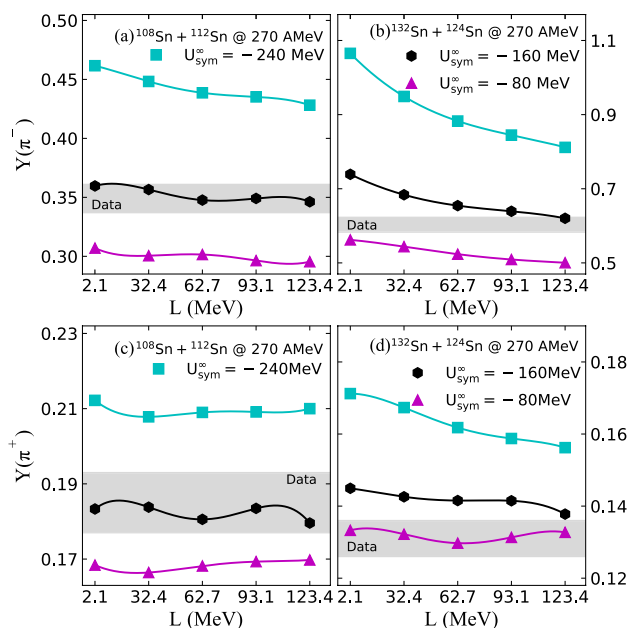 (a) ¹⁰⁸Sn + ¹¹²Sn @ 270 AMeV
U∞sym = − 240 MeV
Data
Y(π⁻)
0.50
0.45
0.40
0.35
0.30
2.1 32.4 62.7 93.1 123.4
L (MeV)
(b) ¹³²Sn + ¹²⁴Sn @ 270 AMeV
U∞sym = − 160 MeV
U∞sym = − 80 MeV
Data
1.1
0.9
0.7
0.5
2.1 32.4 62.7 93.1 123.4
L (MeV)
(c) ¹⁰⁸Sn + ¹¹²Sn @ 270 AMeV
U∞sym = − 240MeV
Data
Y(π⁺)
0.23
0.21
0.18
0.17
2.1 32.4 62.7 93.1 123.4
L (MeV)
(d) ¹³²Sn + ¹²⁴Sn @ 270 AMeV
U∞sym = − 160MeV
U∞sym = − 80MeV
Data
0.18
0.16
0.14
0.12
2.1 32.4 62.7 93.1 123.4
L (MeV)